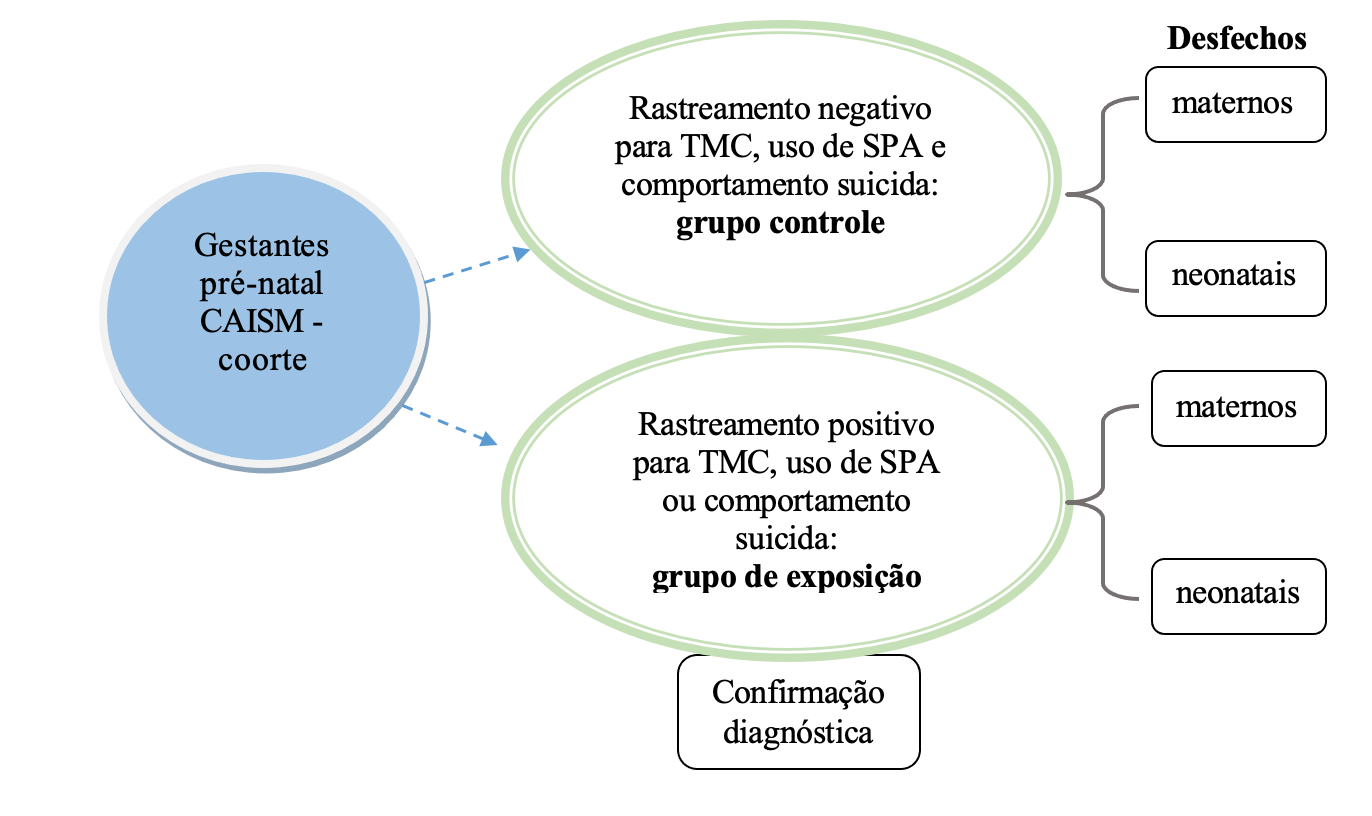 Gestantes
pré-natal
CAISM -
coorte
Rastreamento negativo
para TMC, uso de SPA e
comportamento suicida:
grupo controle
Rastreamento positivo
para TMC, uso de SPA
ou comportamento
suicida:
grupo de exposição
Confirmação
diagnóstica
Desfechos
maternos
neonatais
maternos
neonatais